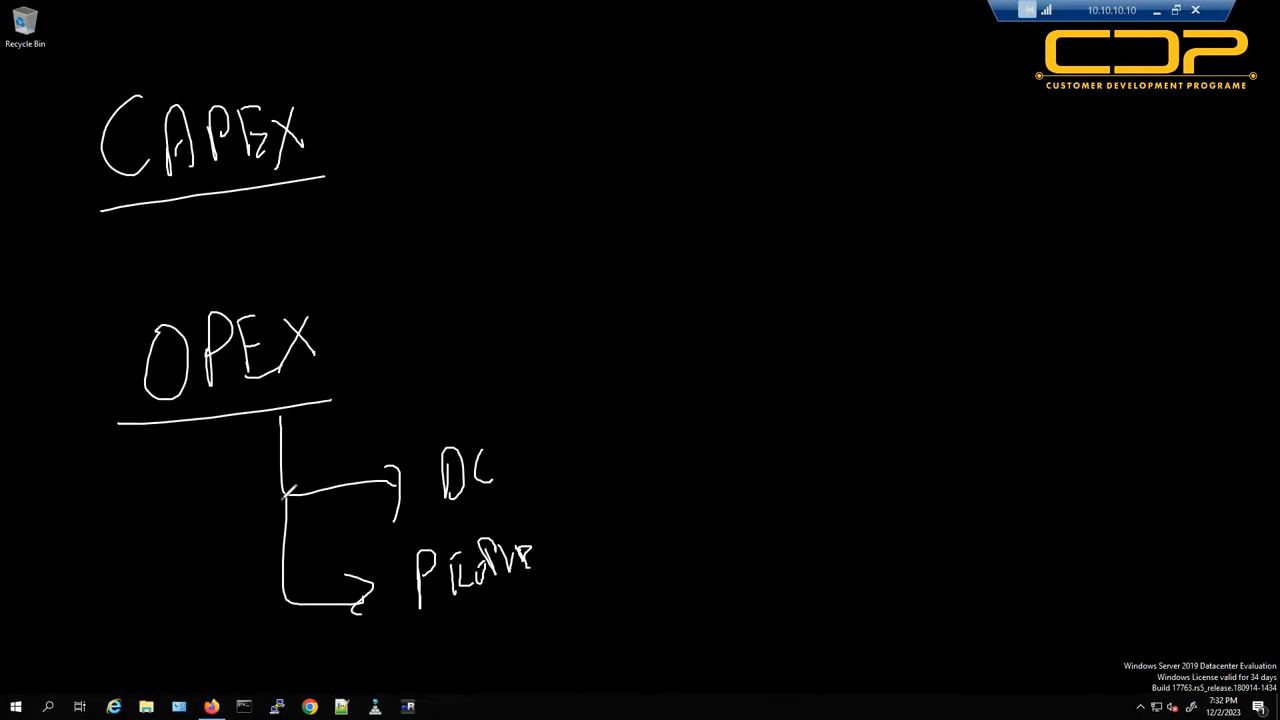 10.10.10.10
Recycle Bin
CDP
CUSTOMER DEVELOPMENT PROGRAME
CAPEX
OPEX
DC
Windows Server 2019 Datacenter Evaluation
Windows License valid for 34 days
Build 17763.rs5_release.180914-1434
7:32 PM
12/2/2023